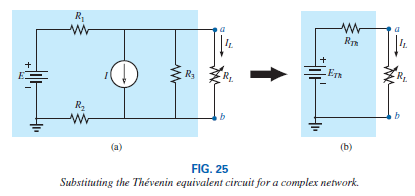 R1
a
IL
E
+
–
I
R3
RL
R2
b
(a)
RTh
a
IL
+
–
ETh
RL
b
(b)
FIG. 25
Substituting the Thévenin equivalent circuit for a complex network.